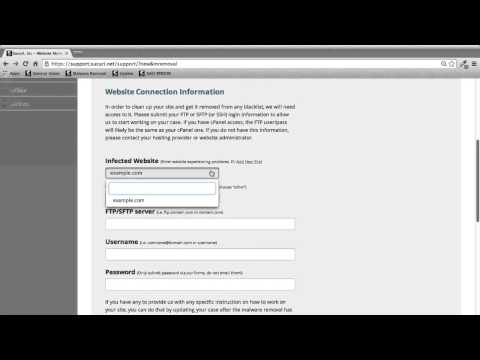 Sucuri, Inc — Website Mon
https://support.sucuri.net/support/?new&mremoval
Apps
Malware Removal
Website Connection Information
In order to clean up your site and get it removed from any blacklist, we will need
access to it. Please submit your FTP or SFTP (or SSH) login information to allow
us to start working on your case. If you have cPanel access, the FTP user/pass
will likely be the same as your cPanel one. If you do not have this information,
please contact your hosting provider or website administrator.
Infected Website (Enter website experiencing problems. Or Add New Site)
example.com
choose "other")
example.com
FTP/SFTP server (i.e. ftp.domain.com or domain.com)
Username (i.e. username@domain.com or username)
Password (Only submit password via our forms, do not email them)
If you have any to provide us with any specific instruction on how to work on
your site, you can do that by updating your case after the malware removal has